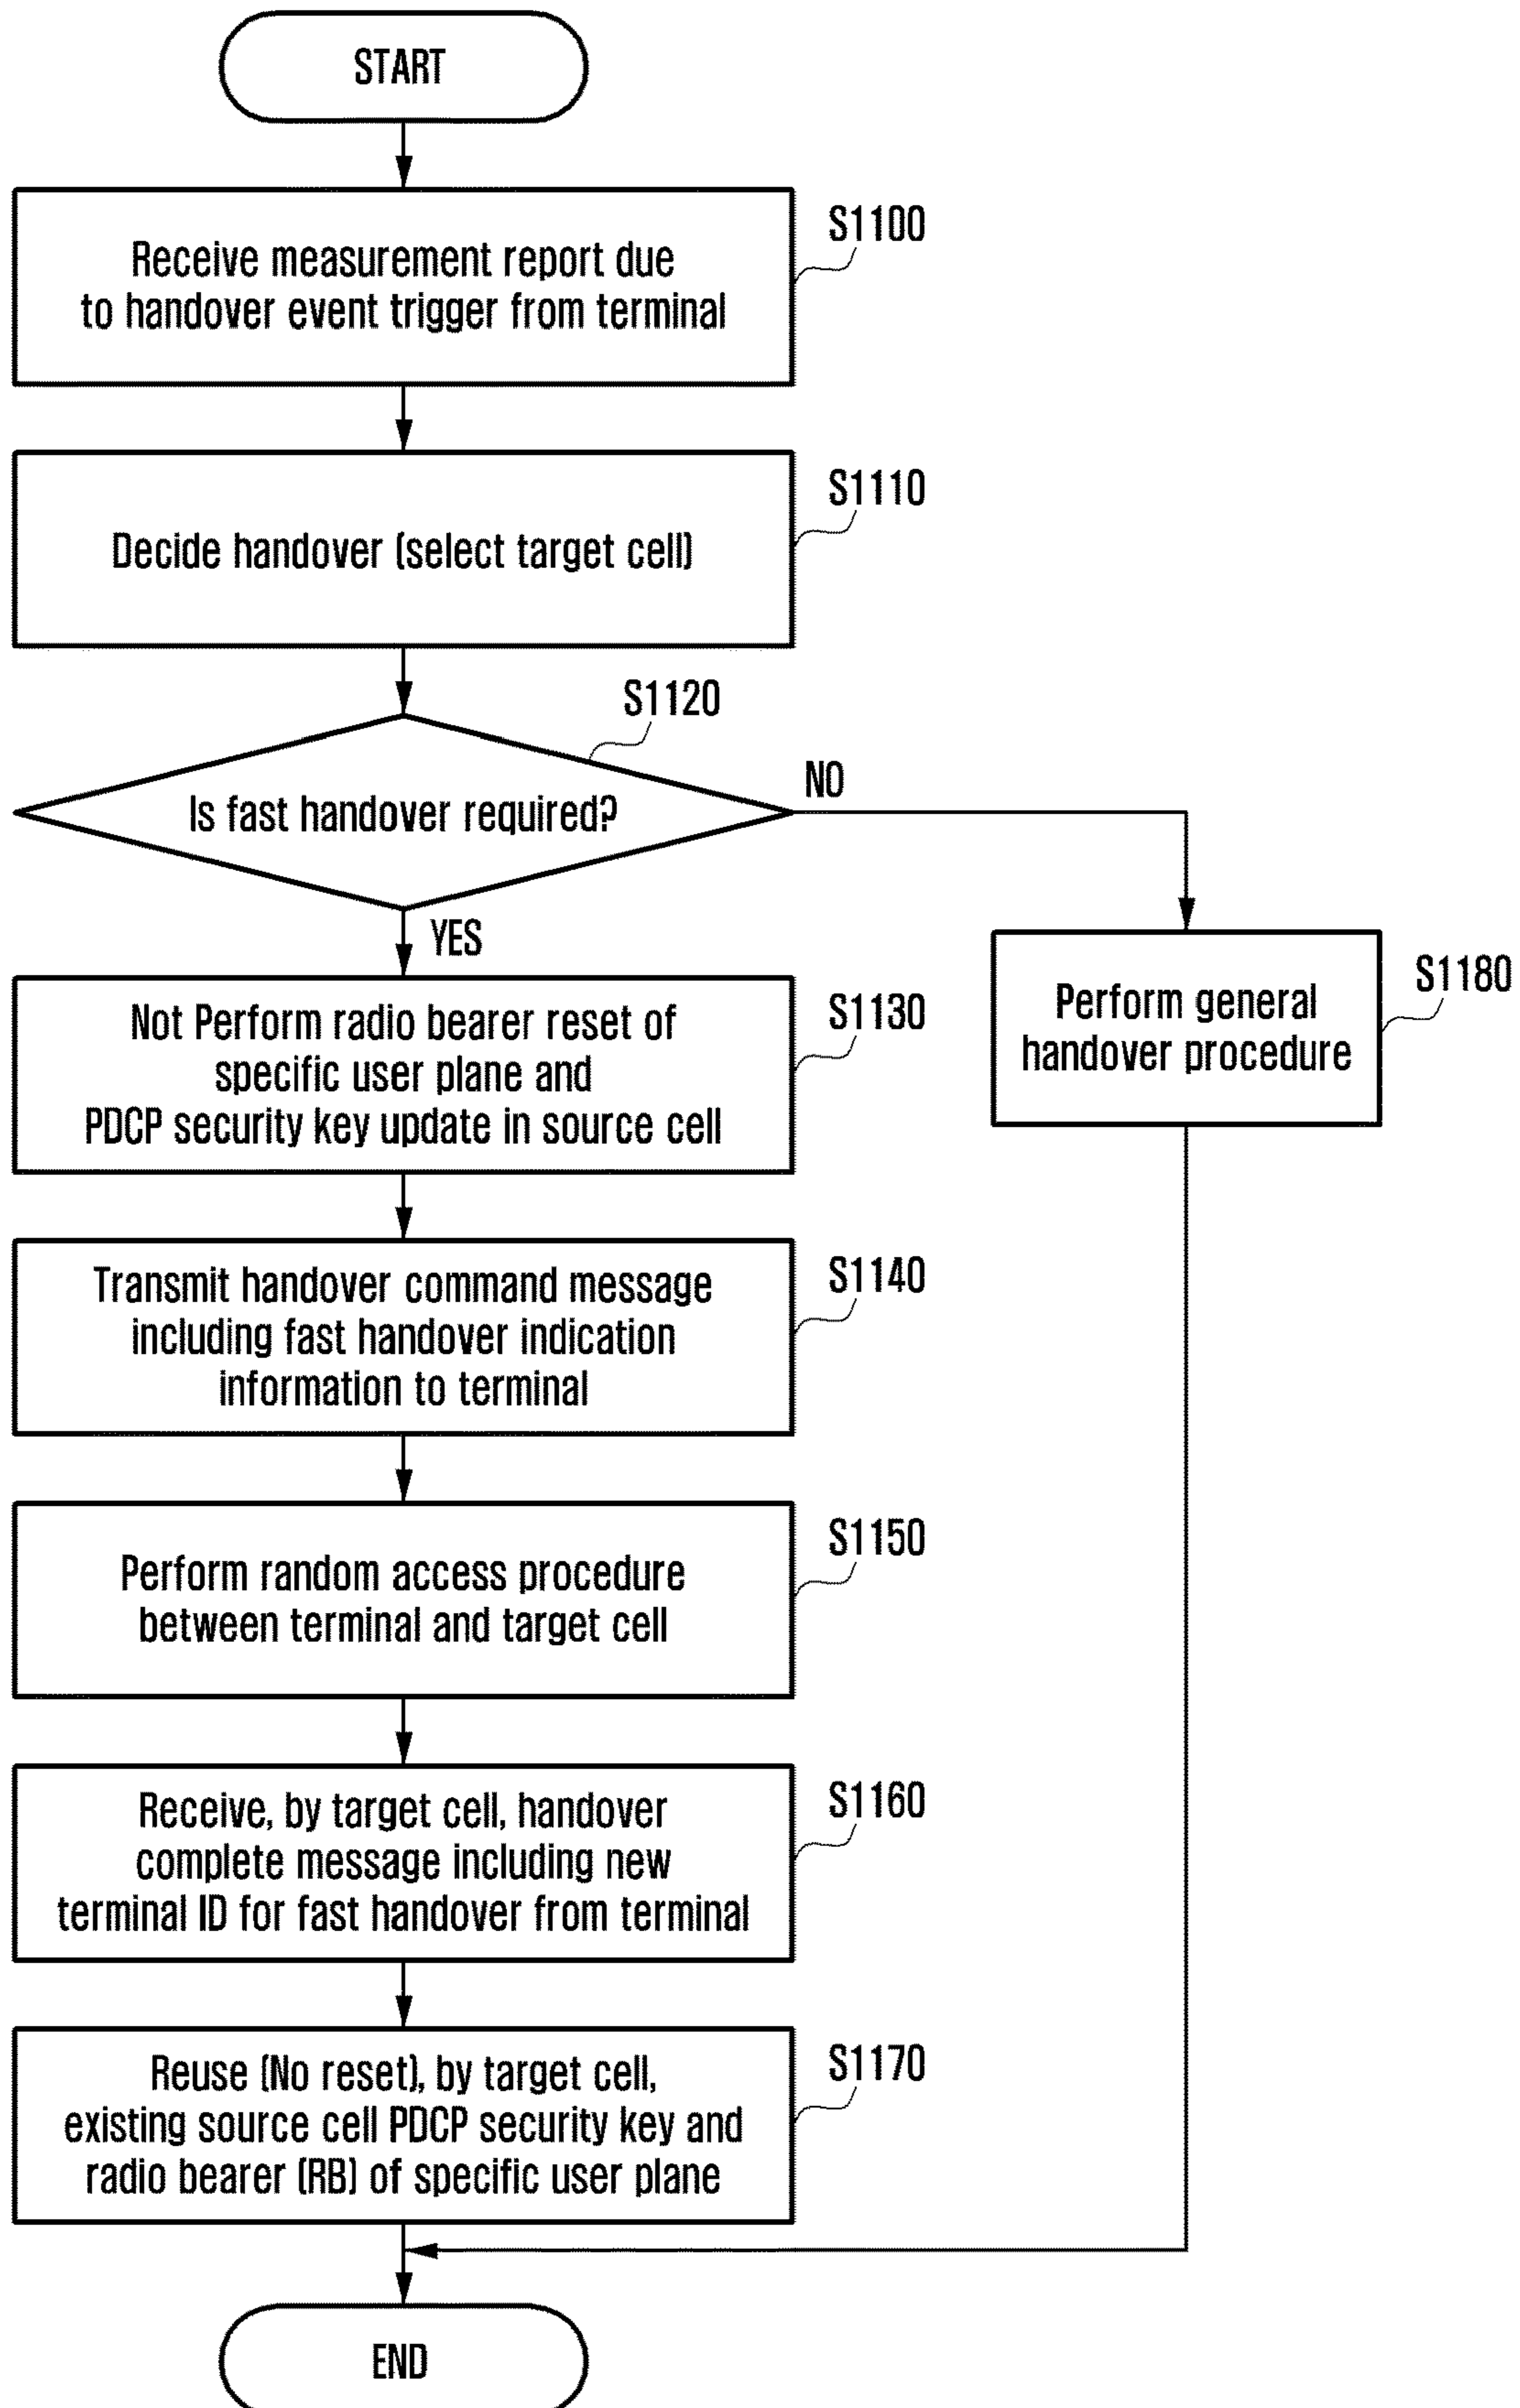 START
Receive measurement report due
to handover event trigger from terminal
S1100
Decide handover (select target cell)
S1110
S1120
Is fast handover required?
NO
YES
Not Perform radio bearer reset of
specific user plane and
PDCP security key update in source cell
S1130
Perform general
handover procedure
S1180
Transmit handover command message
including fast handover indication
information to terminal
S1140
Perform random access procedure
between terminal and target cell
S1150
Receive, by target cell, handover
complete message including new
terminal ID for fast handover from terminal
S1160
Reuse (No reset), by target cell,
existing source cell PDCP security key and
radio bearer (RB) of specific user plane
S1170
END